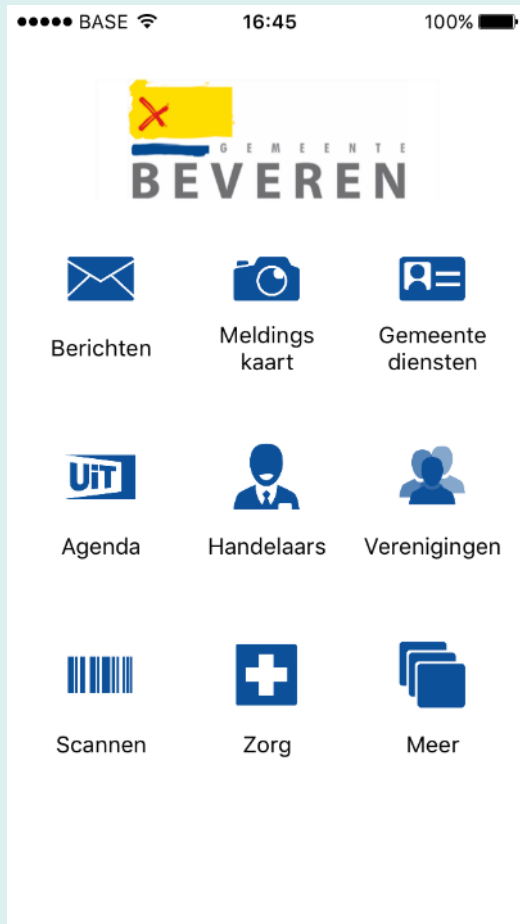 BASE 16:45 100%
GEMEENTE
BEVEREN
Berichten
Meldings
kaart
Gemeente
diensten
UiT
Agenda
Handelaars
Verenigingen
Scannen
Zorg
Meer